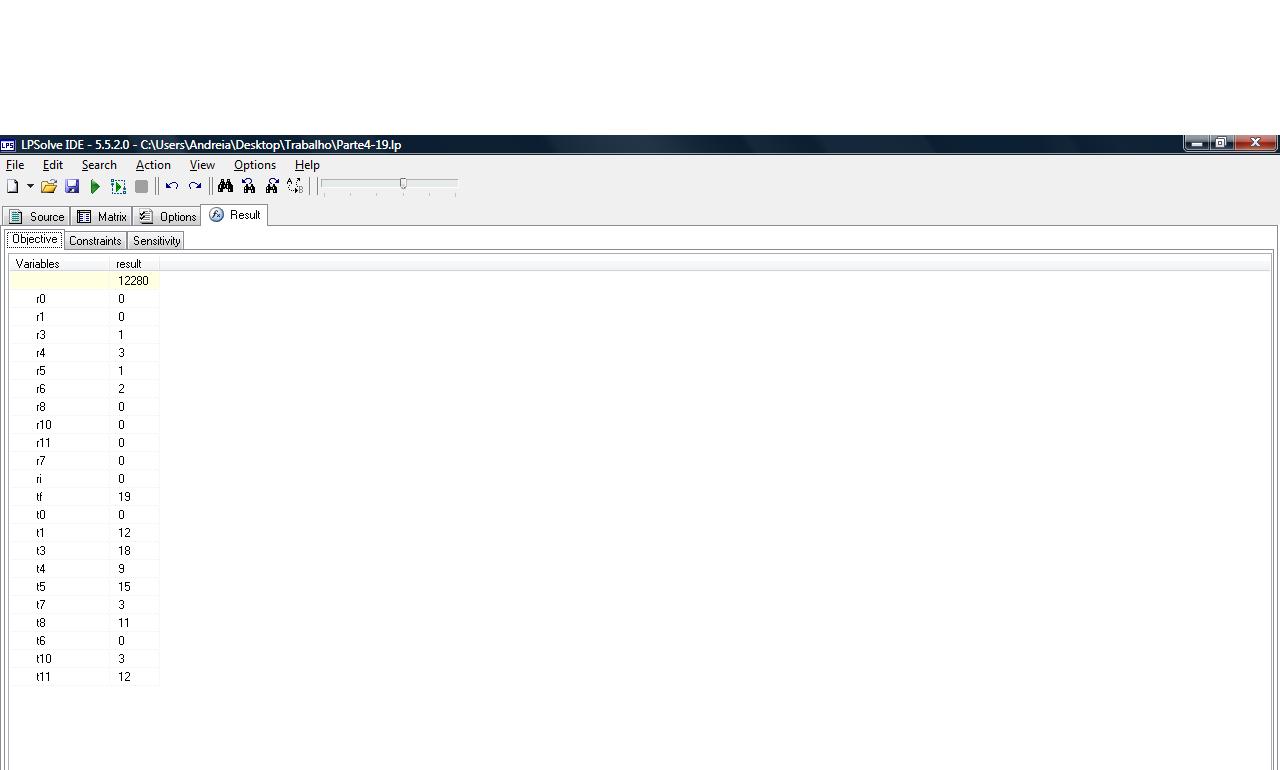 LPS LPSolve IDE - 5.5.2.0 - C:\Users\Andreia\Desktop\Trabalho\Parte4-19.lp
File Edit Search Action View Options Help
Source Matrix Options Result
Objective Constraints Sensitivity
Variables result
12280
r0 0
r1 0
r3 1
r4 3
r5 1
r6 2
r8 0
r10 0
r11 0
r7 0
ri 0
tf 19
t0 0
t1 12
t3 18
t4 9
t5 15
t7 3
t8 11
t6 0
t10 3
t11 12